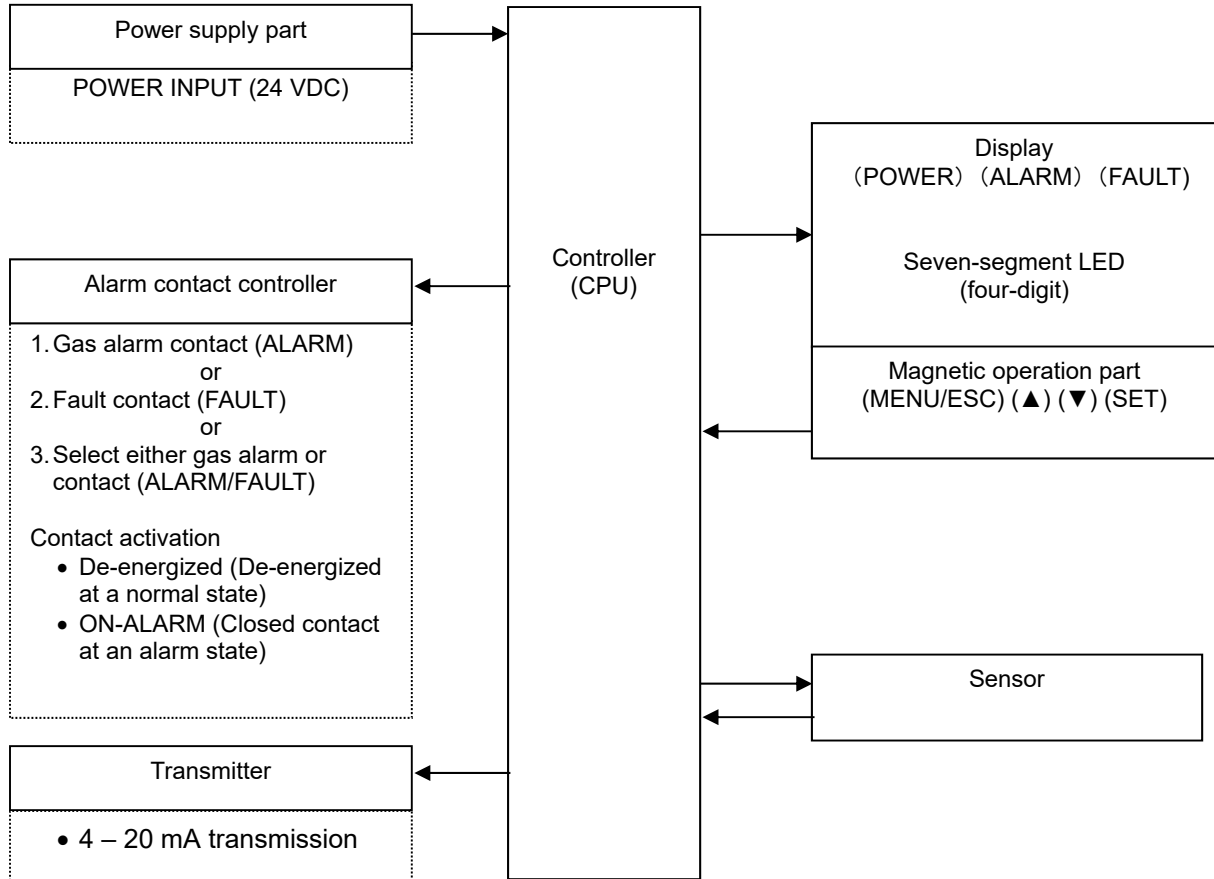 Power supply part
POWER INPUT (24 VDC)
Alarm contact controller
1. Gas alarm contact (ALARM)
or
2. Fault contact (FAULT)
or
3. Select either gas alarm or
contact (ALARM/FAULT)
Contact activation
• De-energized (De-energized
at a normal state)
• ON-ALARM (Closed contact
at an alarm state)
Transmitter
• 4 – 20 mA transmission
Controller
(CPU)
Display
（POWER）（ALARM）（FAULT）
Seven-segment LED
(four-digit)
Magnetic operation part
(MENU/ESC) (▲) (▼) (SET)
Sensor